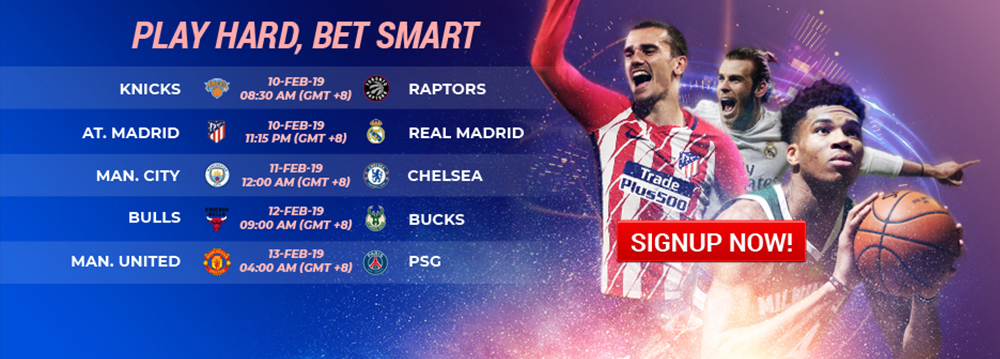 PLAY HARD, BET SMART
KNICKS 10-FEB-19 RAPTORS
08:30 AM (GMT +8)
AT. MADRID 10-FEB-19 REAL MADRID
11:15 PM (GMT +8)
MAN. CITY 11-FEB-19 CHELSEA
12:00 AM (GMT +8)
BULLS 12-FEB-19 BUCKS
09:00 AM (GMT +8)
MAN. UNITED 13-FEB-19 PSG
04:00 AM (GMT +8)
Trade
Plus500
SIGNUP NOW!